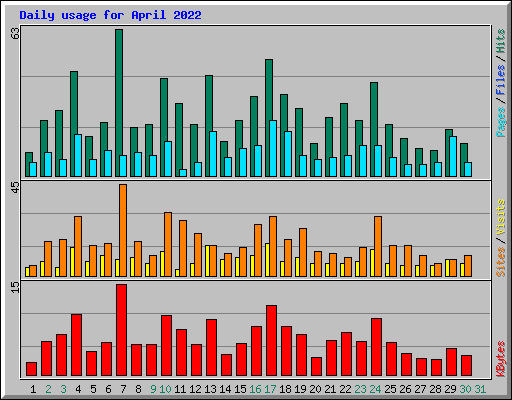 Daily usage for April 2022
63
Pages / Files / Hits
45
Sites / Visits
15
KBytes
1 2 3 4 5 6 7 8 9 10 11 12 13 14 15 16 17 18 19 20 21 22 23 24 25 26 27 28 29 30 31